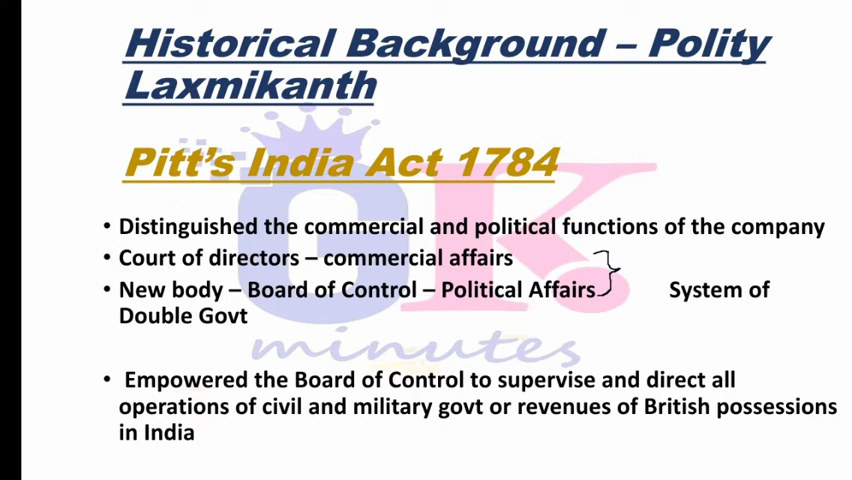 Historical Background – Polity
Laxmikanth
Pitt's India Act 1784
• Distinguished the commercial and political functions of the company
• Court of directors – commercial affairs
• New body – Board of Control – Political Affairs System of
Double Govt
• Empowered the Board of Control to supervise and direct all
operations of civil and military govt or revenues of British possessions
in India
GK
minutes